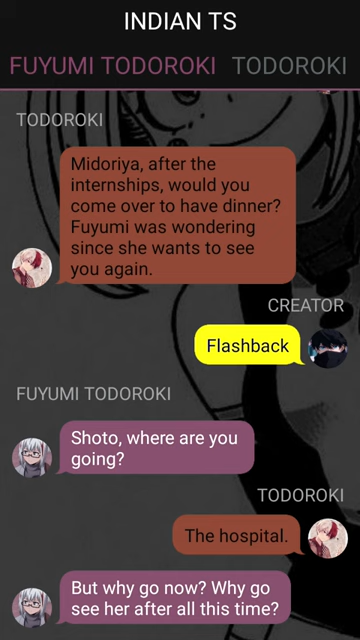 INDIAN TS
FUYUMI TODOROKI TODOROKI
TODOROKI
Midoriya, after the
internships, would you
come over to have dinner?
Fuyumi was wondering
since she wants to see
you again.
CREATOR
Flashback
FUYUMI TODOROKI
Shoto, where are you
going?
TODOROKI
The hospital.
But why go now? Why go
see her after all this time?